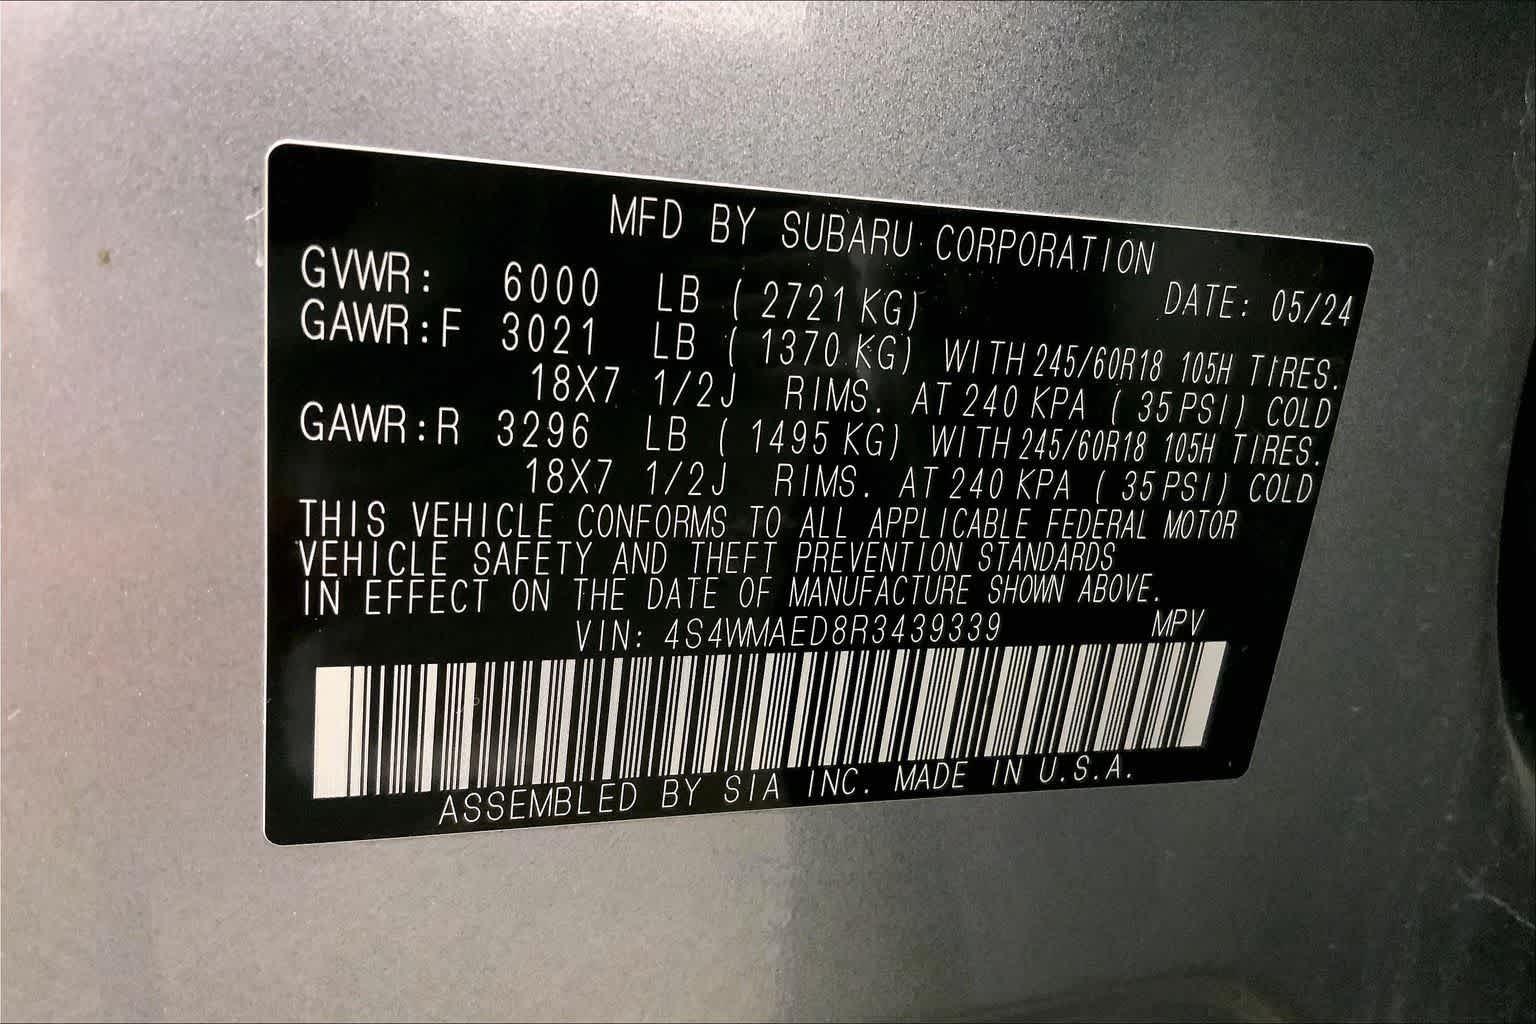 MFD BY SUBARU CORPORATION
GVWR: 6000 LB (2721 KG) DATE: 05/24
GAWR:F 3021 LB (1370 KG) WITH 245/60R18 105H TIRES.
18X7 1/2J RIMS. AT 240 KPA (35 PSI) COLD
GAWR:R 3296 LB (1495 KG) WITH 245/60R18 105H TIRES.
18X7 1/2J RIMS. AT 240 KPA (35 PSI) COLD
THIS VEHICLE CONFORMS TO ALL APPLICABLE FEDERAL MOTOR
VEHICLE SAFETY AND THEFT PREVENTION STANDARDS
IN EFFECT ON THE DATE OF MANUFACTURE SHOWN ABOVE.
VIN: 4S4WMAED8R3439339 MPV
ASSEMBLED BY SIA INC. MADE IN U.S.A.